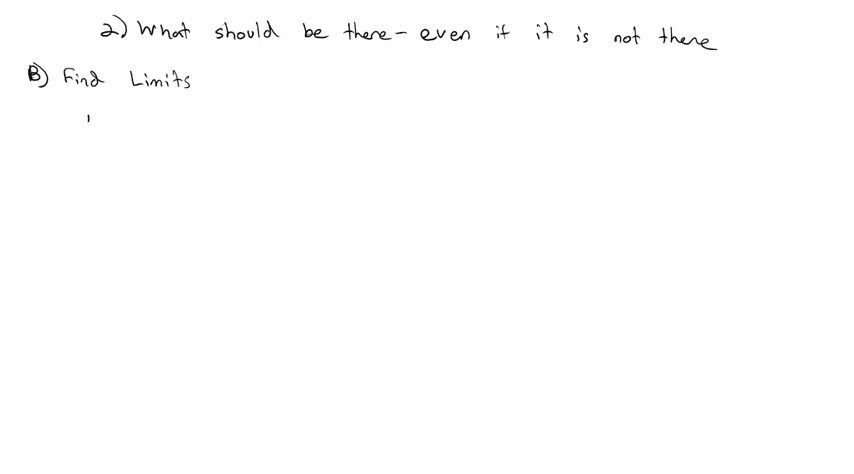 2) What should be there - even if it is not there
B) Find Limits